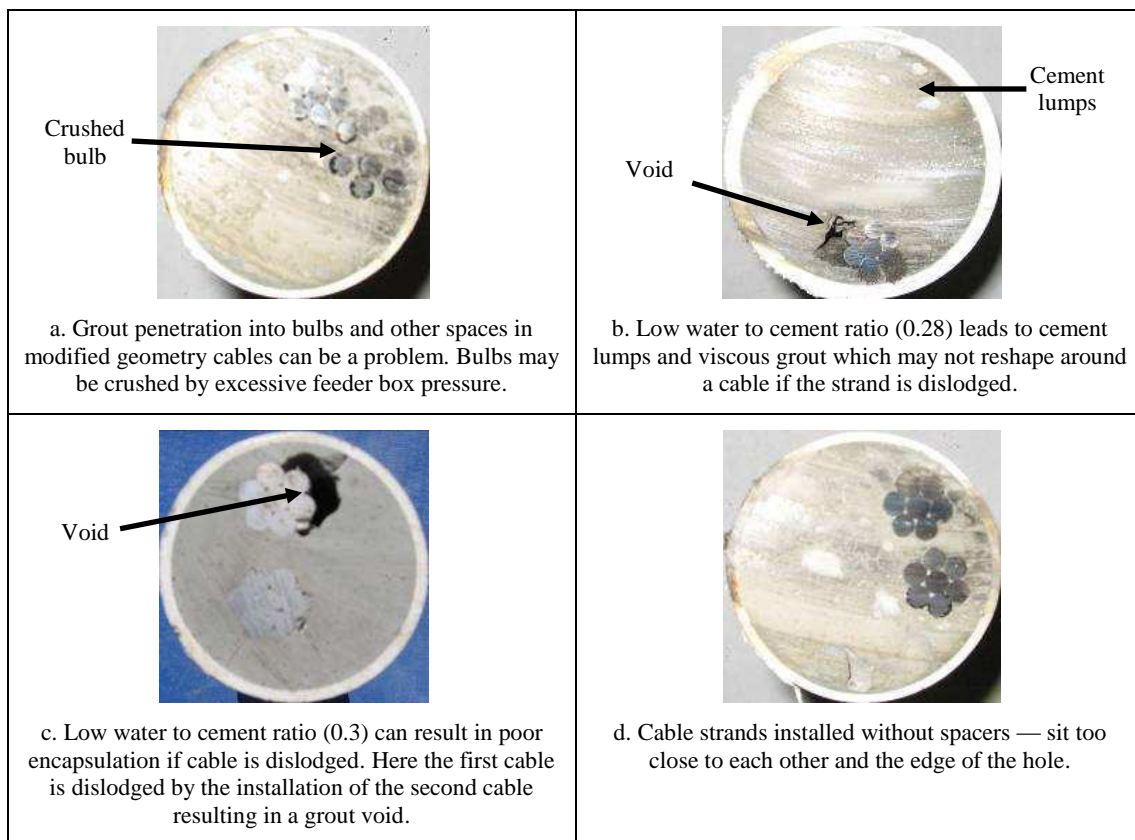 Crushed
bulb
a. Grout penetration into bulbs and other spaces in
modified geometry cables can be a problem. Bulbs may
be crushed by excessive feeder box pressure.
Cement
lumps
Void
b. Low water to cement ratio (0.28) leads to cement
lumps and viscous grout which may not reshape around
a cable if the strand is dislodged.
Void
c. Low water to cement ratio (0.3) can result in poor
encapsulation if cable is dislodged. Here the first cable
is dislodged by the installation of the second cable
resulting in a grout void.
d. Cable strands installed without spacers — sit too
close to each other and the edge of the hole.